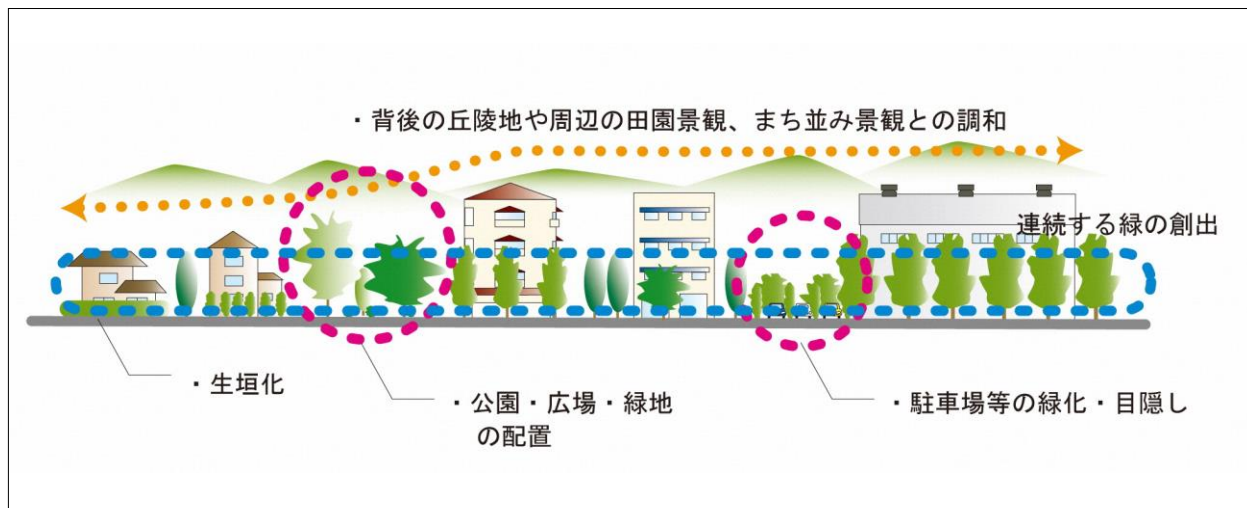 ・背後の丘陵地や周辺の田園景観、まち並み景観との調和
連続する緑の創出
・生垣化
・公園・広場・緑地
の配置
・駐車場等の緑化・目隠し